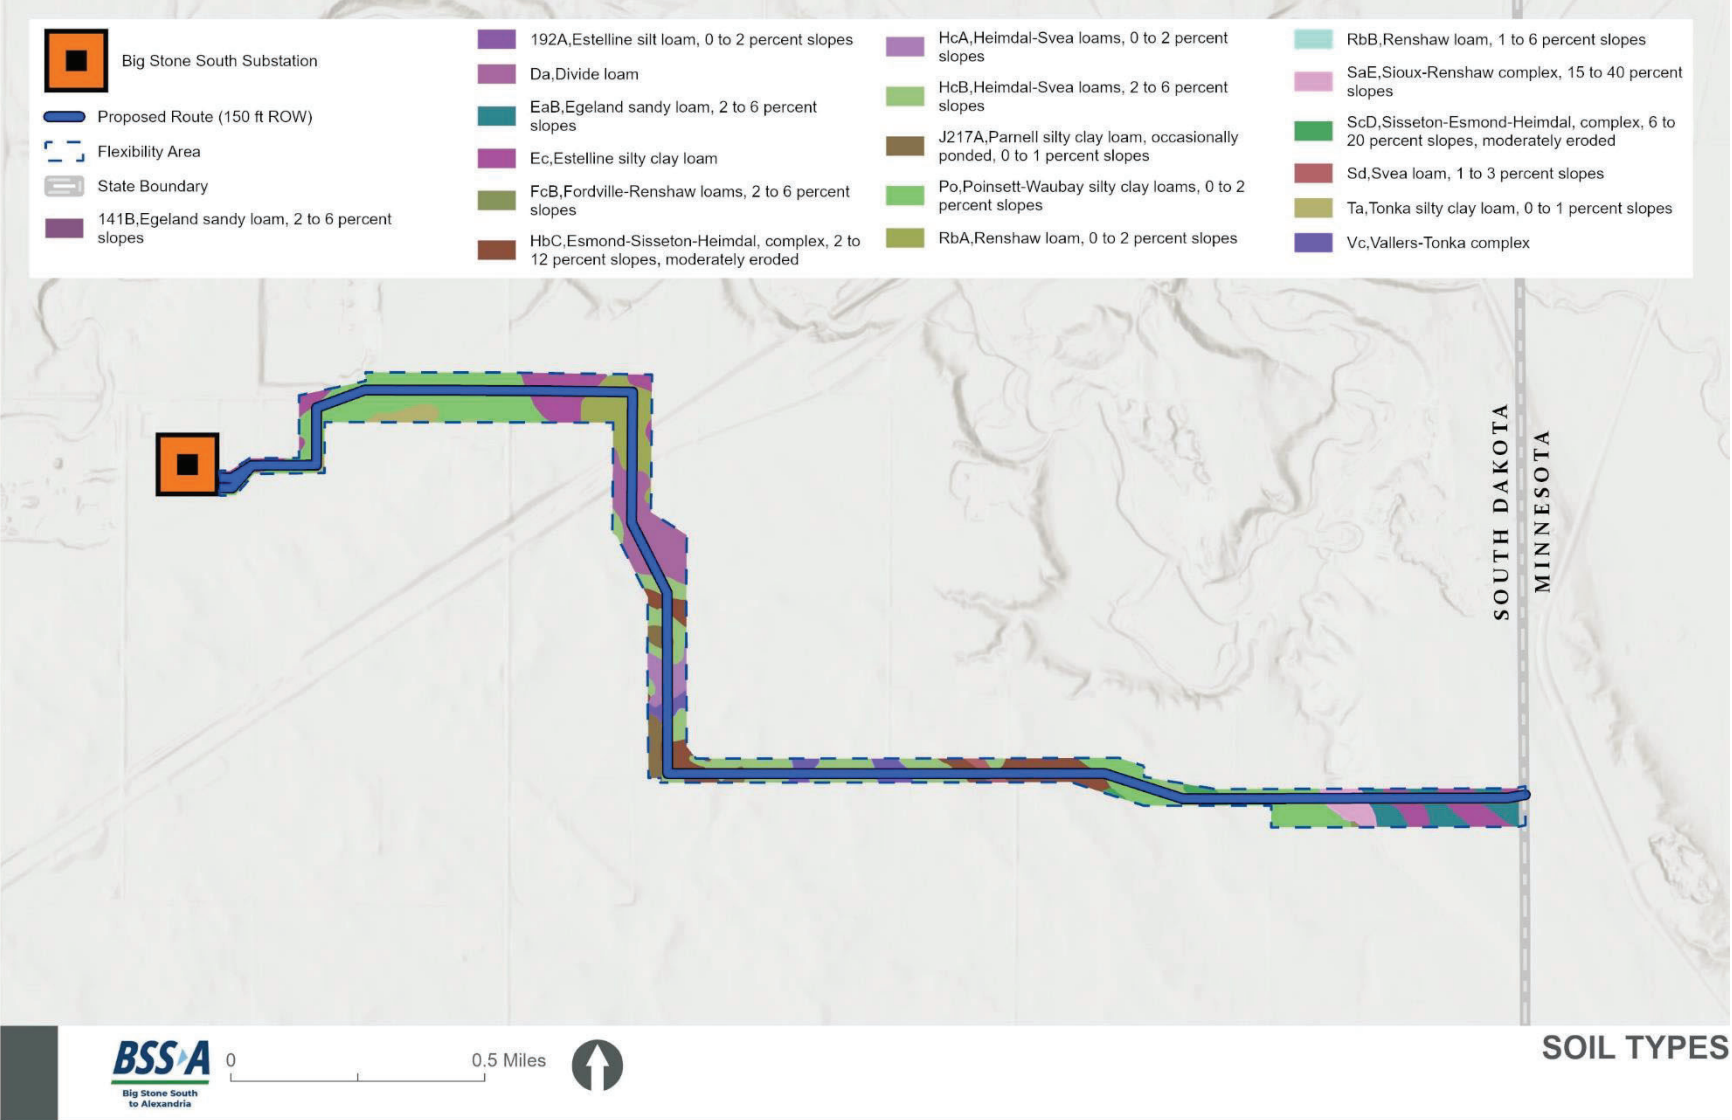 Big Stone South Substation
Proposed Route (150 ft ROW)
Flexibility Area
State Boundary
141B,Egeland sandy loam, 2 to 6 percent
slopes
192A,Estelline silt loam, 0 to 2 percent slopes
Da,Divide loam
EaB,Egeland sandy loam, 2 to 6 percent
slopes
Ec,Estelline silty clay loam
FcB,Fordville-Renshaw loams, 2 to 6 percent
slopes
HbC,Esmond-Sisseton-Heimdal, complex, 2 to
12 percent slopes, moderately eroded
HcA,Heimdal-Svea loams, 0 to 2 percent
slopes
HcB,Heimdal-Svea loams, 2 to 6 percent
slopes
J217A,Parnell silty clay loam, occasionally
ponded, 0 to 1 percent slopes
Po,Poinsett-Waubay silty clay loams, 0 to 2
percent slopes
RbA,Renshaw loam, 0 to 2 percent slopes
RbB,Renshaw loam, 1 to 6 percent slopes
SaE,Sioux-Renshaw complex, 15 to 40 percent
slopes
ScD,Sisseton-Esmond-Heimdal, complex, 6 to
20 percent slopes, moderately eroded
Sd,Svea loam, 1 to 3 percent slopes
Ta,Tonka silty clay loam, 0 to 1 percent slopes
Vc,Vallers-Tonka complex
SOUTH DAKOTA
MINNESOTA
BSSA
Big Stone South
to Alexandria
0 0.5 Miles
SOIL TYPES